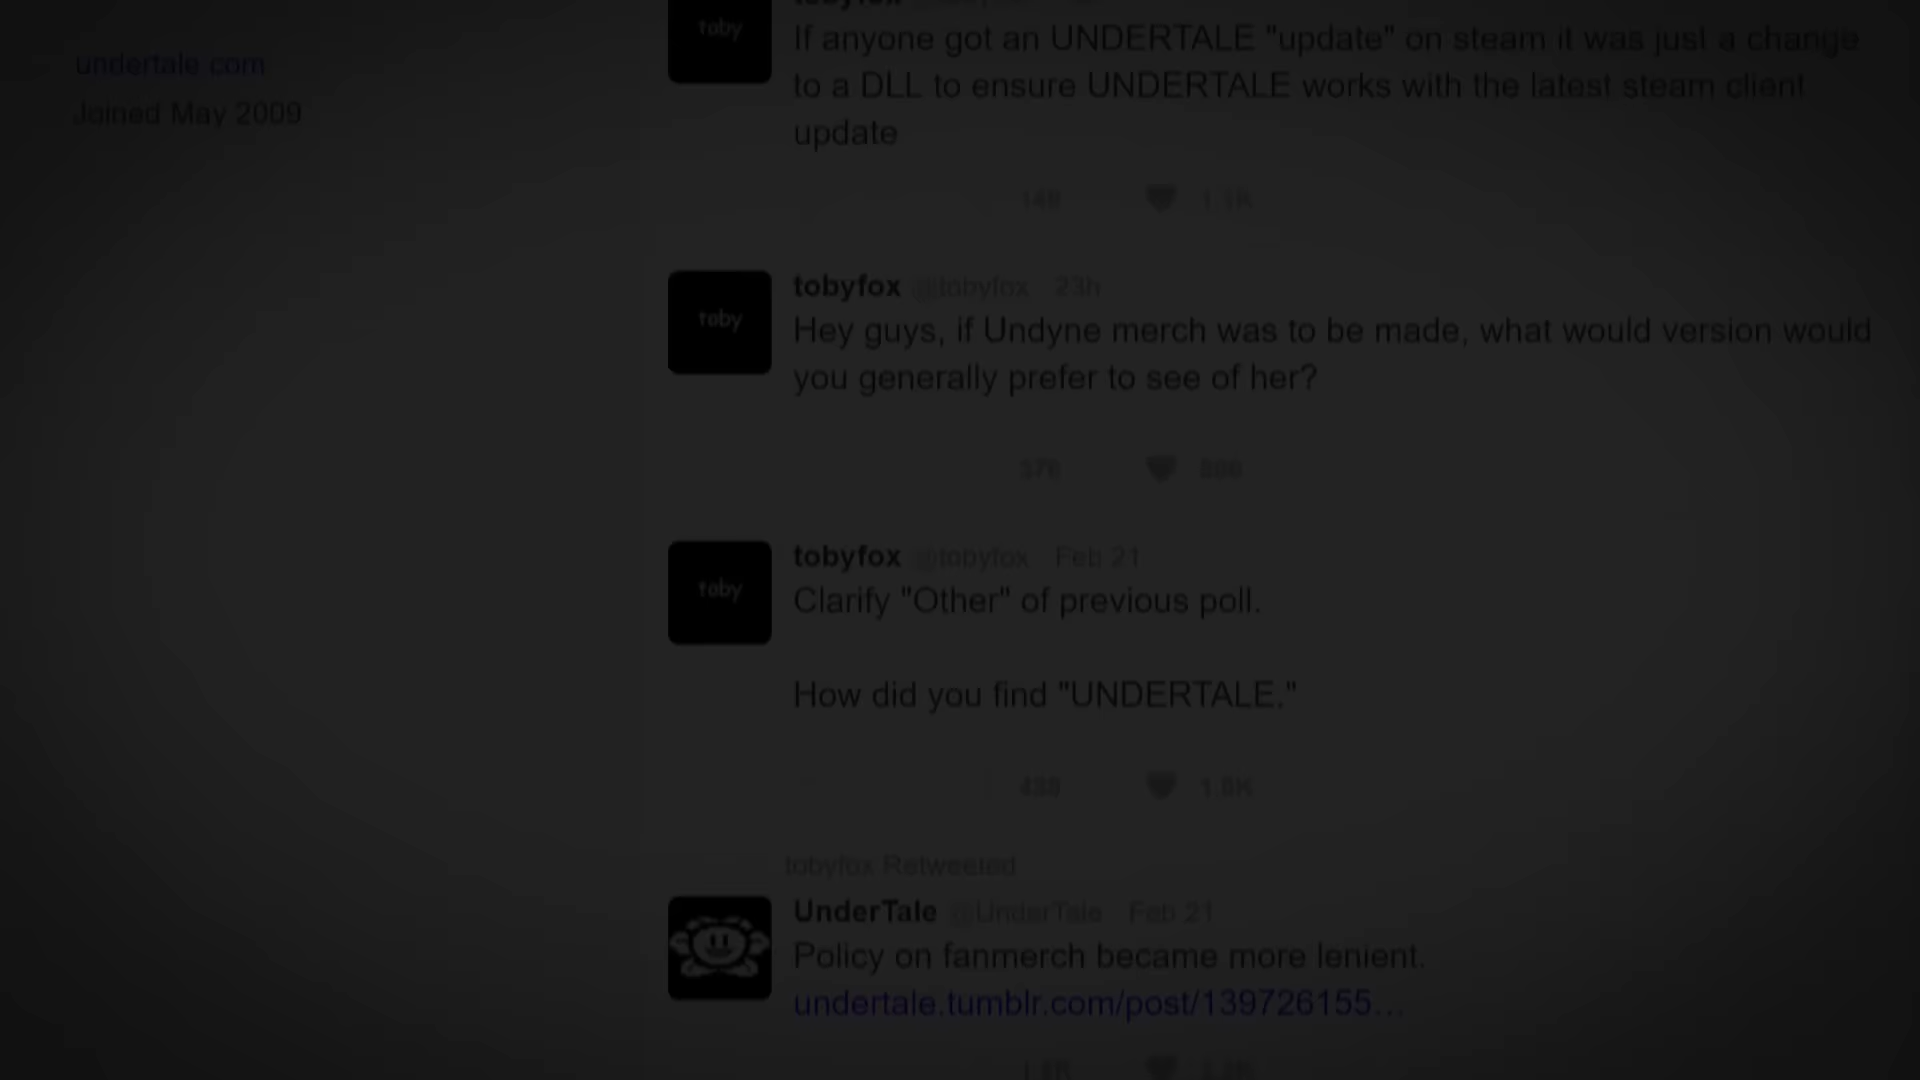 undertale.com
Joined May 2009
toby
If anyone got an UNDERTALE "update" on steam it was just a change
to a DLL to ensure UNDERTALE works with the latest steam client
update
1.1K
toby
tobyfox @tobyfox 23h
Hey guys, if Undyne merch was to be made, what would version would
you generally prefer to see of her?
toby
tobyfox @tobyfox Feb 21
Clarify "Other" of previous poll.
How did you find "UNDERTALE."
tobyfox Retweeted
UnderTale @UnderTale Feb 21
Policy on fanmerch became more lenient.
undertale.tumblr.com/post/139726155...